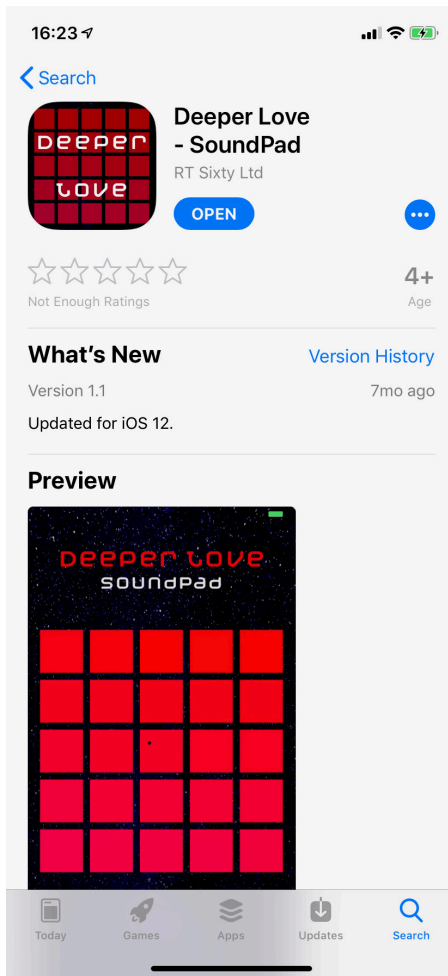 16:23
Search
DEEPER
LOVE
Deeper Love
- SoundPad
RT Sixty Ltd
OPEN
Not Enough Ratings
4+
Age
What's New
Version History
Version 1.1
7mo ago
Updated for iOS 12.
Preview
DEEPER LOVE
SOUNDPAD
Today
Games
Apps
Updates
Search